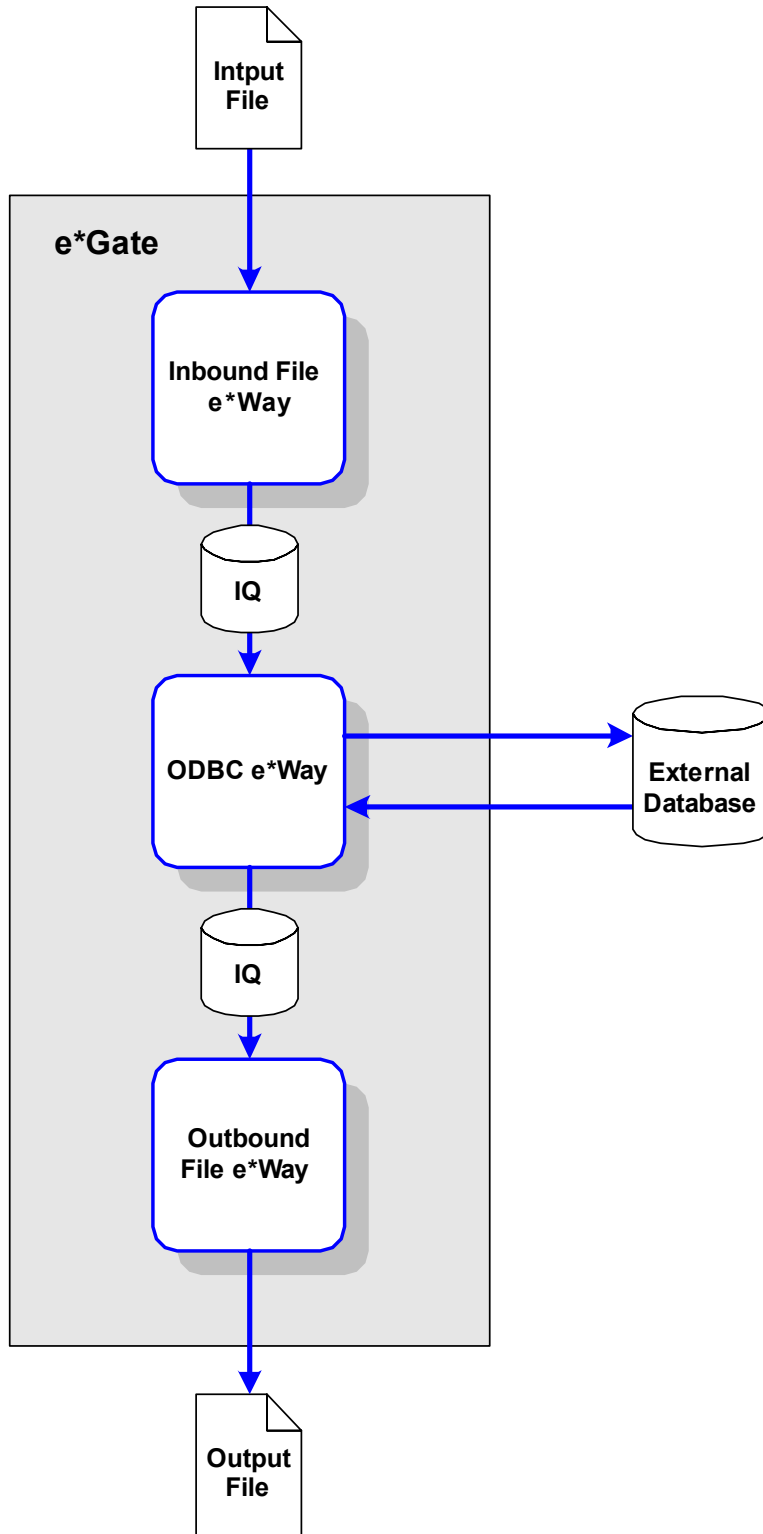 Intput
File
e*Gate
Inbound File
e*Way
IQ
ODBC e*Way
External
Database
IQ
Outbound
File e*Way
Output
File